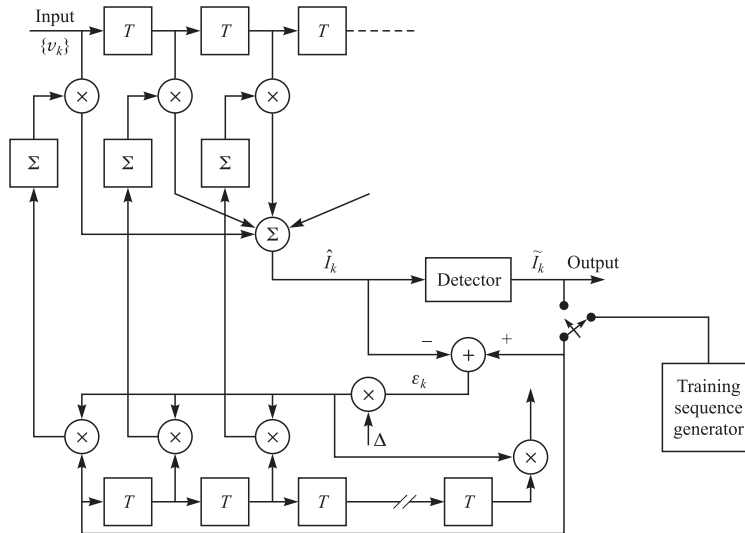 Input
{v_k}
T
T
T
×
×
×
Σ
Σ
Σ
Σ
Î_k
Detector
Ĩ_k
Output
−
+
+
ε_k
Training
sequence
generator
×
Δ
×
×
×
×
T
T
T
T